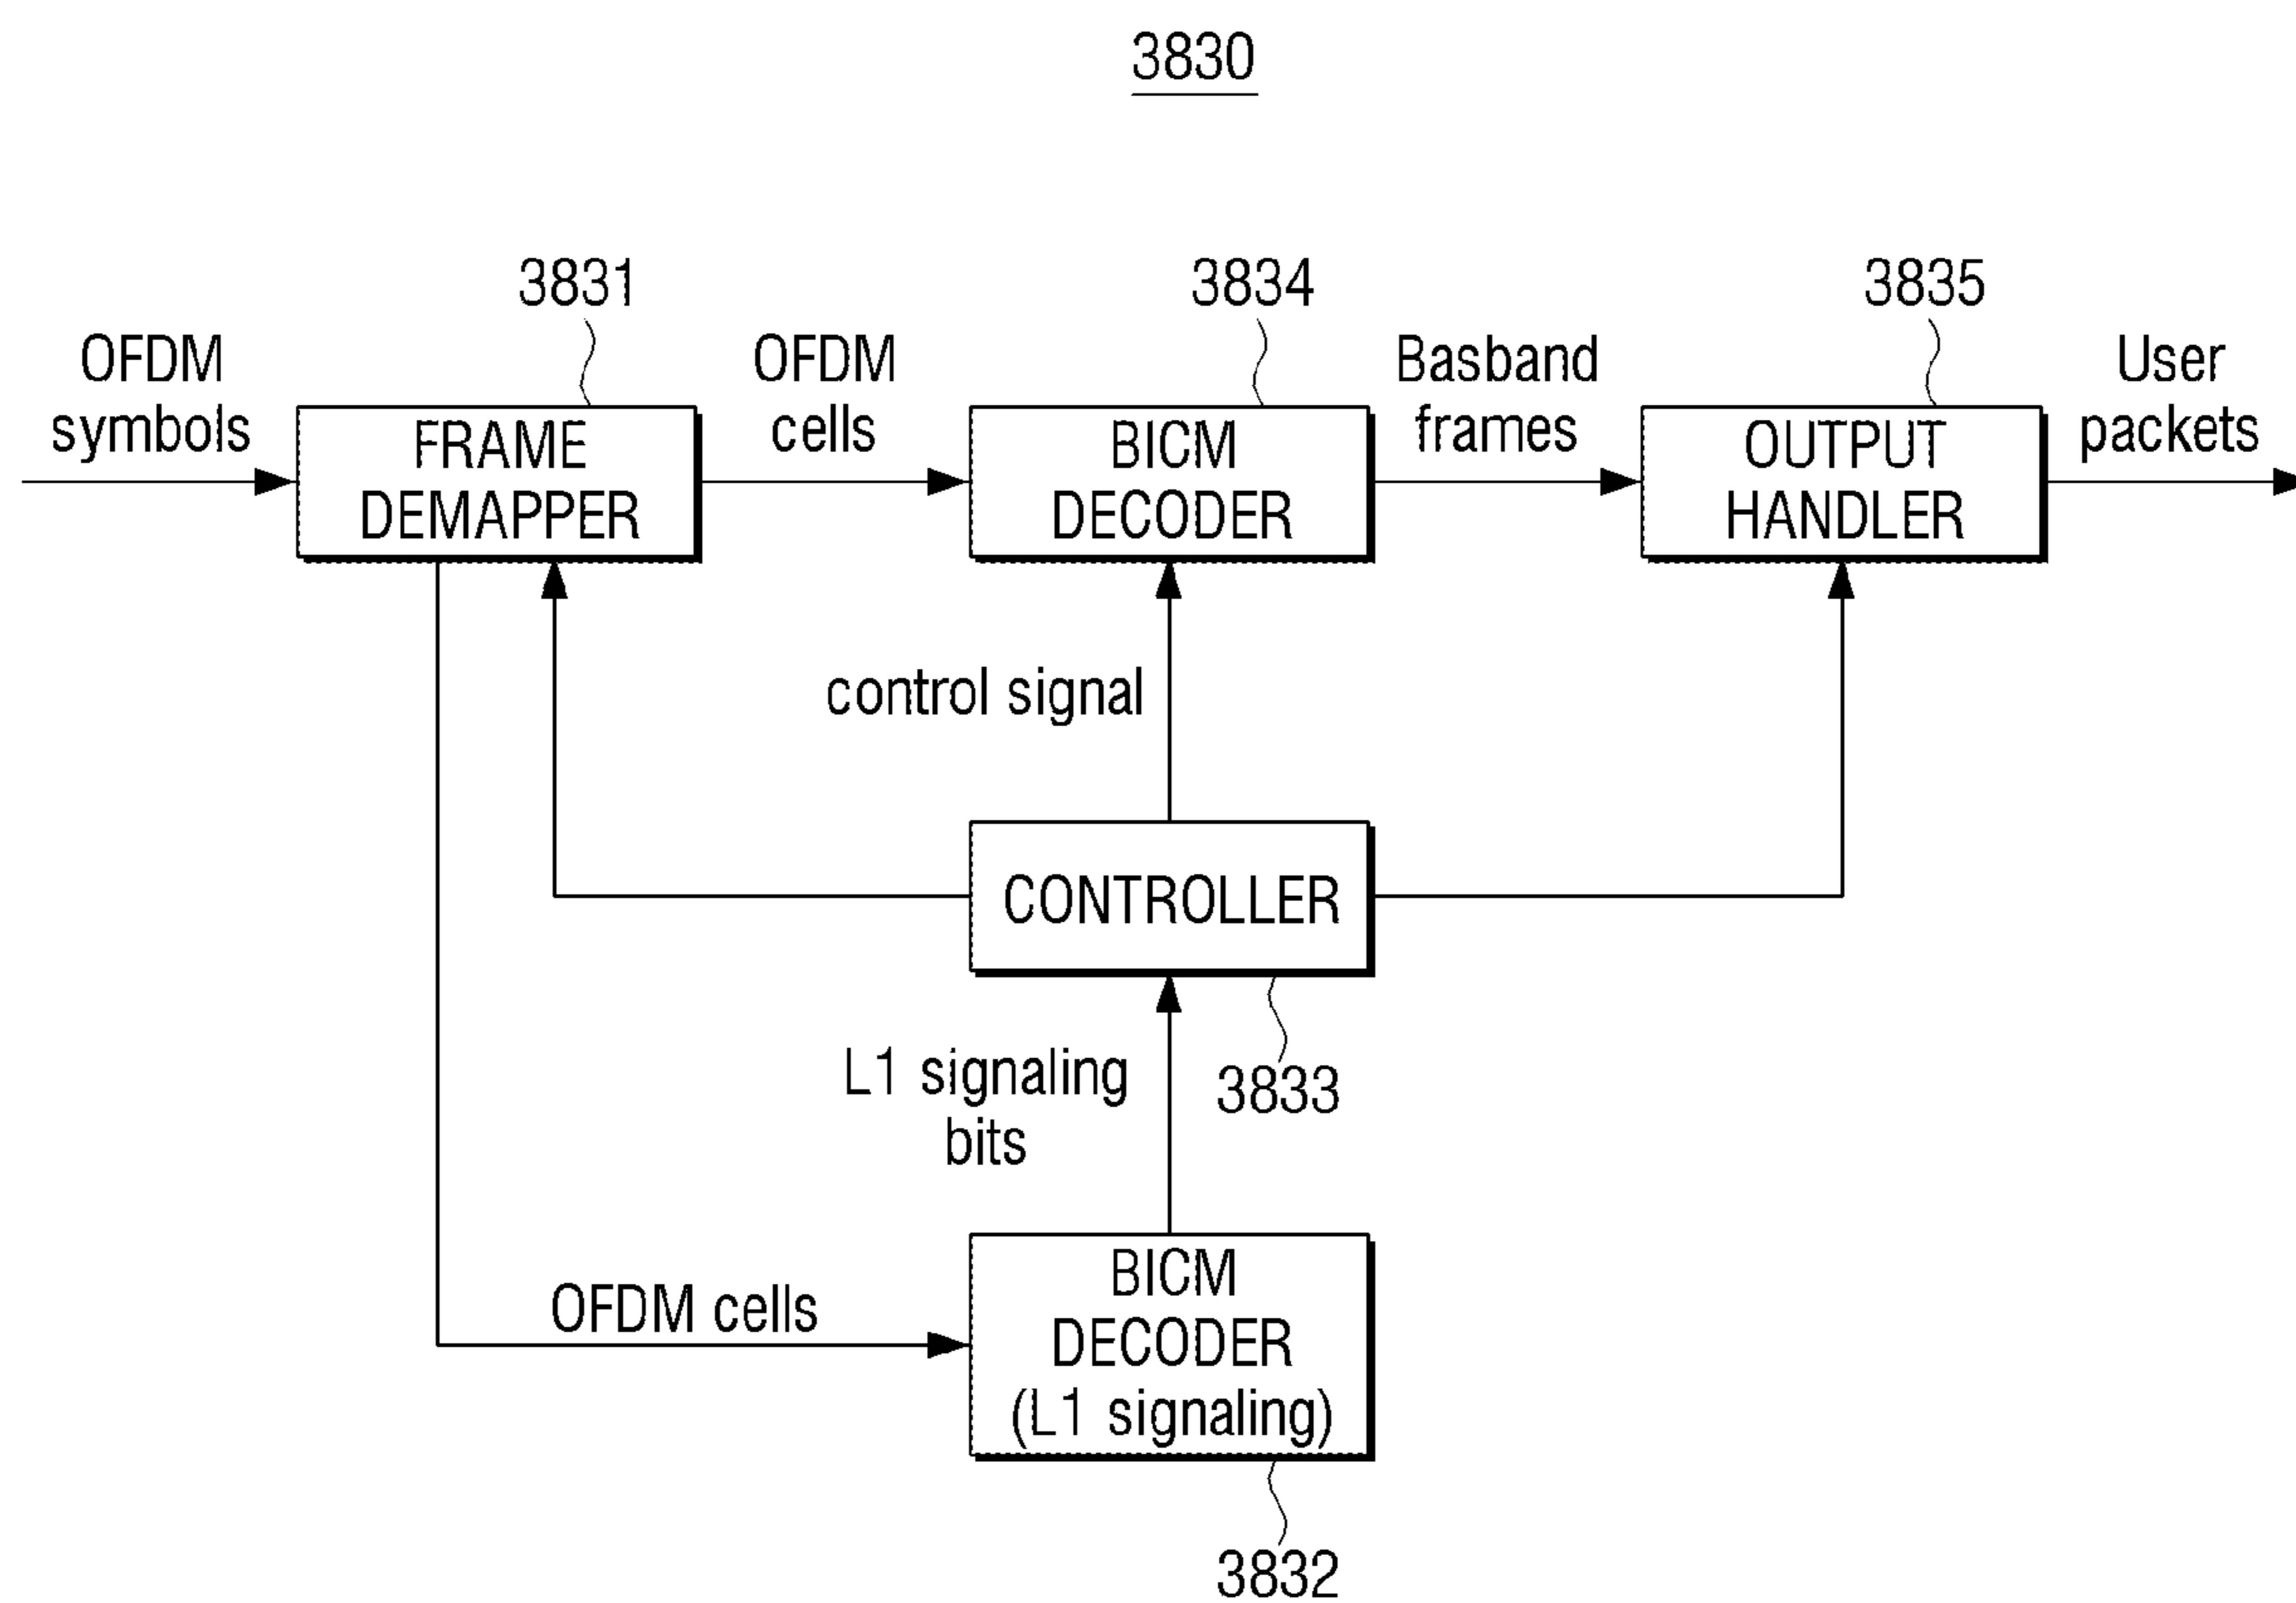 3830
3831
3834
3835
OFDM
symbols
FRAME
DEMAPPER
OFDM
cells
BICM
DECODER
Basband
frames
OUTPUT
HANDLER
User
packets
control signal
CONTROLLER
3833
L1 signaling
bits
OFDM cells
BICM
DECODER
(L1 signaling)
3832